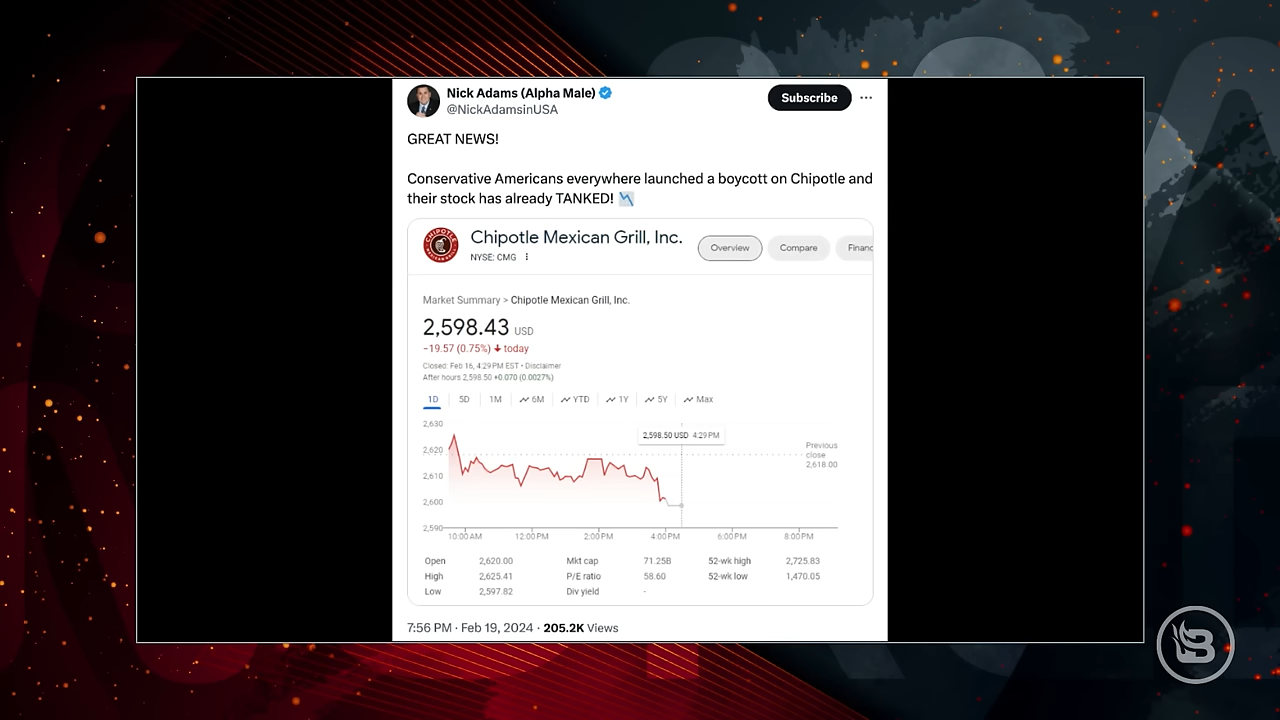 Nick Adams (Alpha Male)
@NickAdamsinUSA
Subscribe
GREAT NEWS!
Conservative Americans everywhere launched a boycott on Chipotle and
their stock has already TANKED!
CHIPOTLE
MEXICAN GRILL
Chipotle Mexican Grill, Inc.
NYSE: CMG
Overview
Compare
Financ
Market Summary > Chipotle Mexican Grill, Inc.
2,598.43 USD
−19.57 (0.75%) today
Closed: Feb 16, 4:29 PM EST • Disclaimer
After hours 2,598.50 +0.070 (0.0027%)
1D 5D 1M 6M YTD 1Y 5Y Max
2,630
2,620
2,610
2,600
2,590
2,598.50 USD 4:29 PM
Previous
close
2,618.00
10:00 AM 12:00 PM 2:00 PM 4:00 PM 6:00 PM 8:00 PM
Open 2,620.00 Mkt cap 71.25B 52-wk high 2,725.83
High 2,625.41 P/E ratio 58.60 52-wk low 1,470.05
Low 2,597.82 Div yield -
7:56 PM · Feb 19, 2024 · 205.2K Views
B